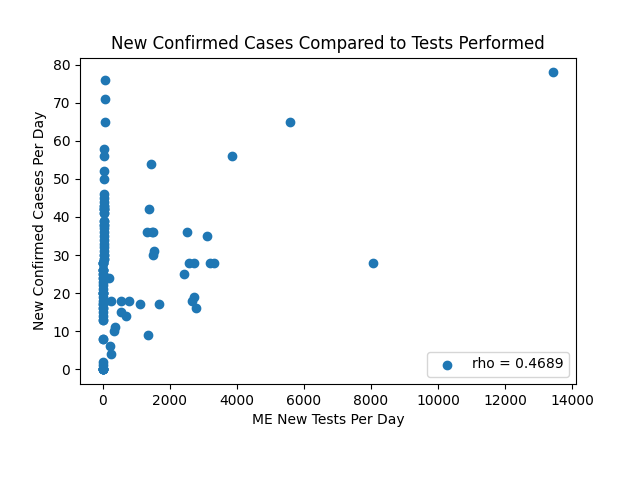 New Confirmed Cases Compared to Tests Performed
80
70
60
50
40
30
20
10
0
New Confirmed Caeses Per Day
rho = 0.4689
0 2000 4000 6000 8000 10000 12000 14000
ME New Tests Per Day